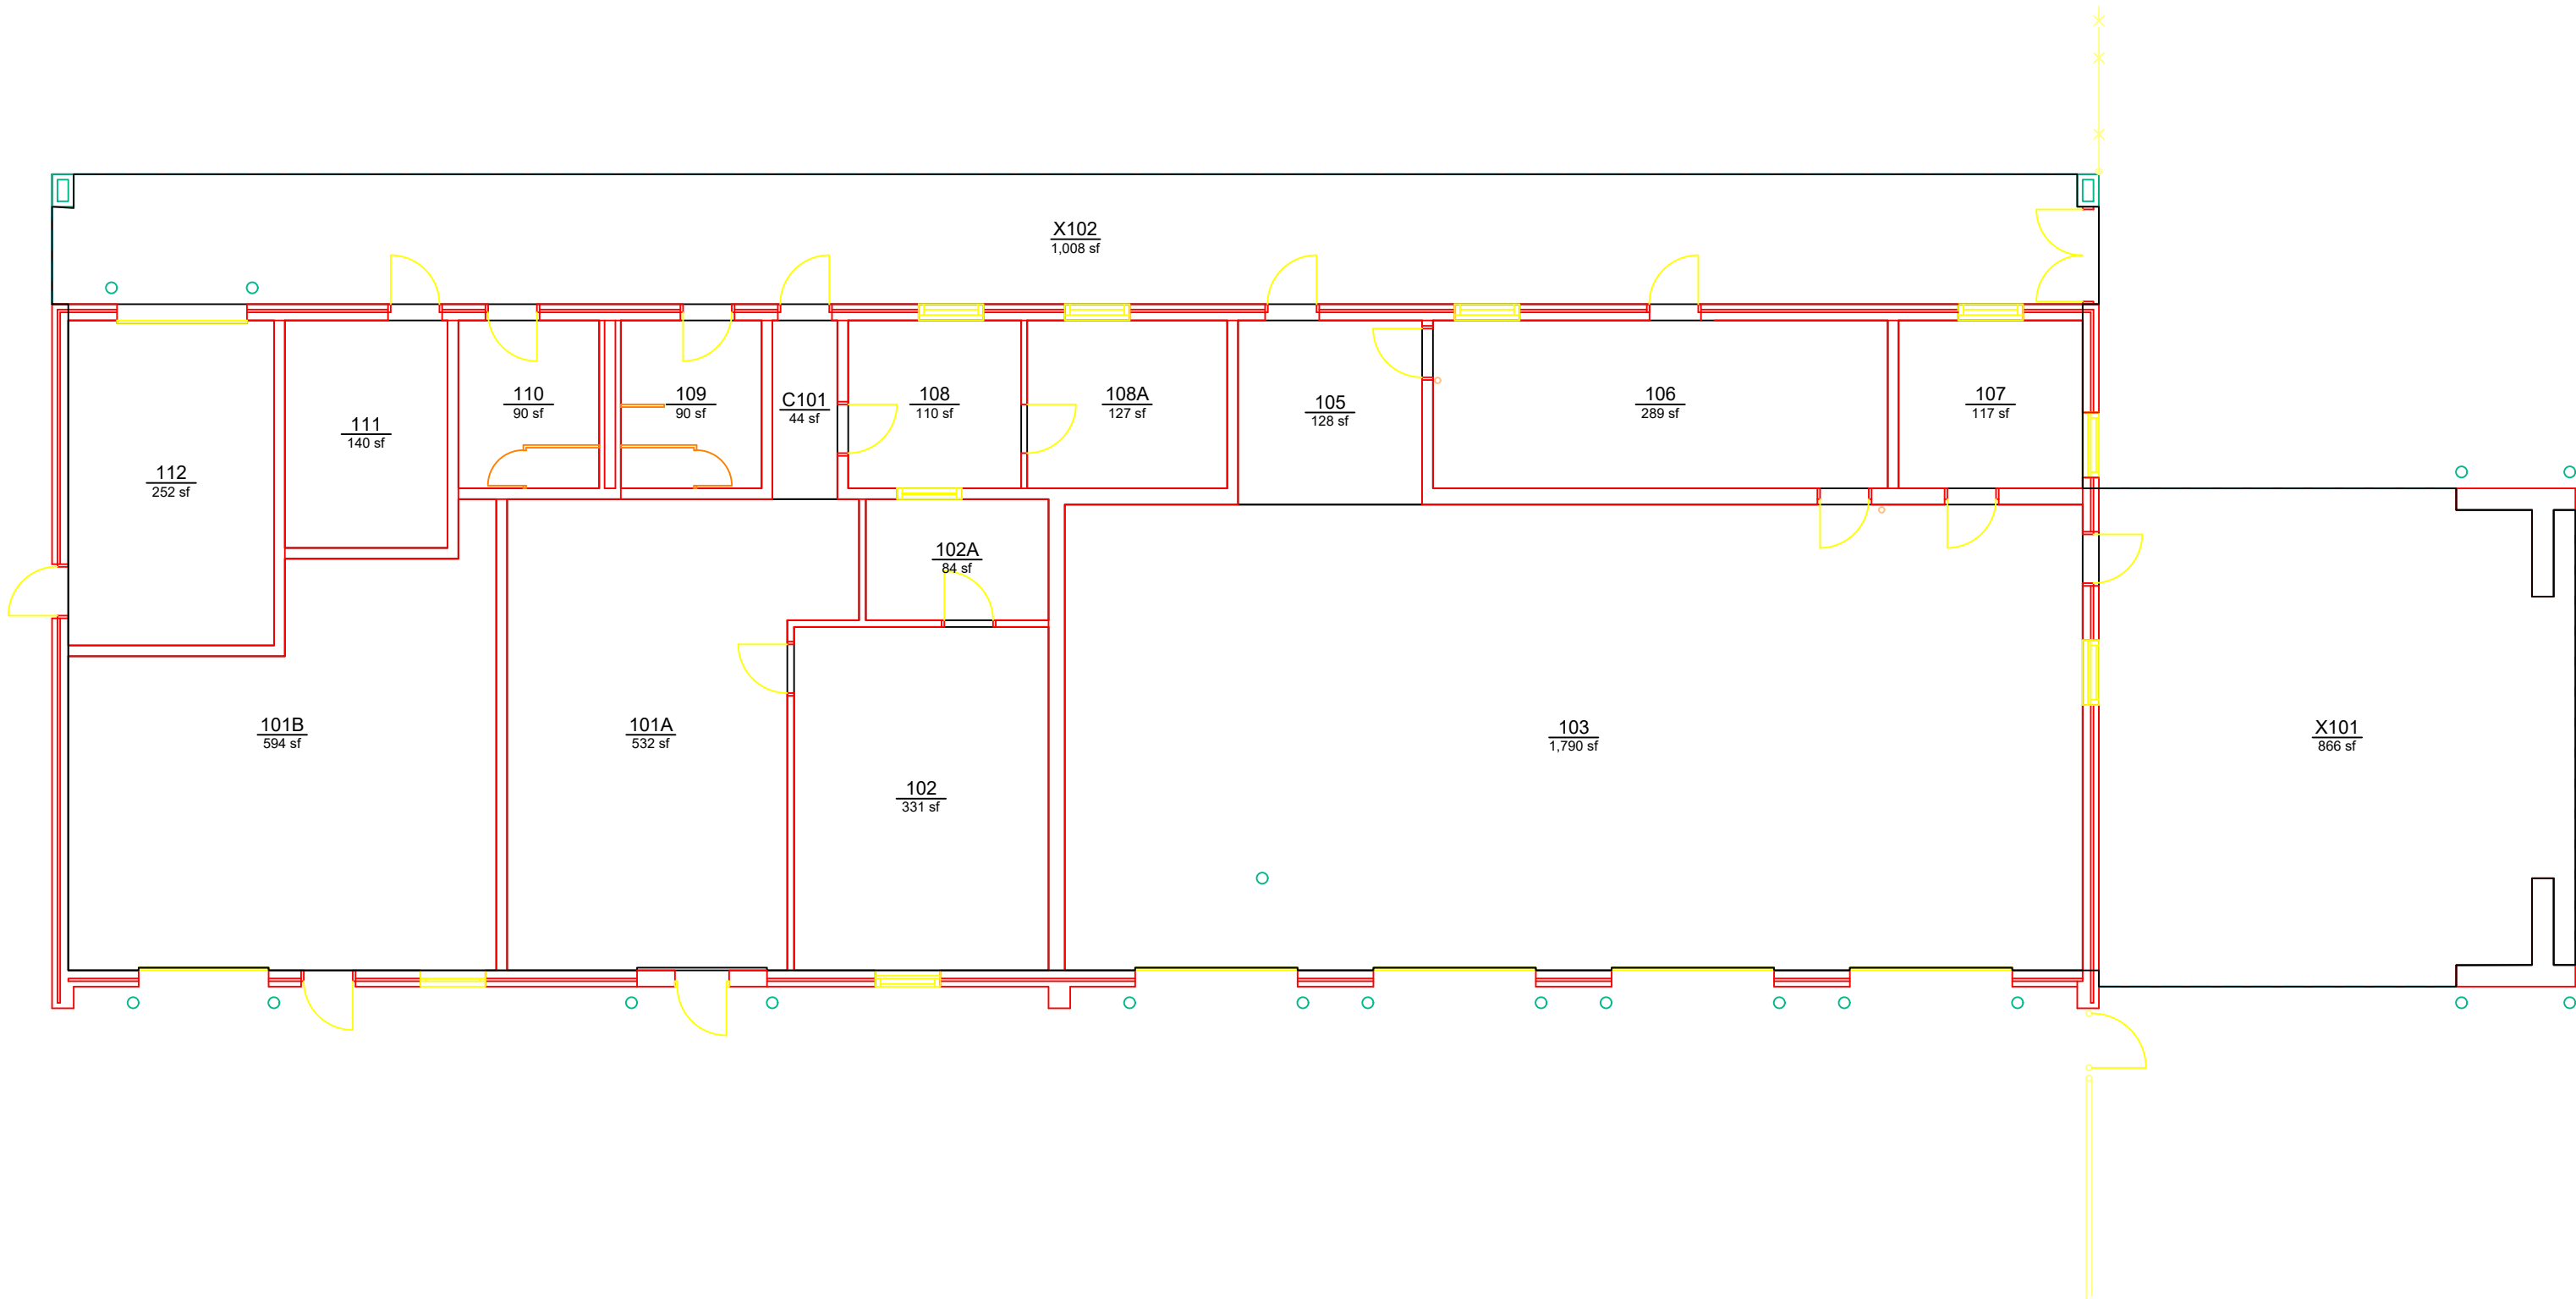 X102
1,008 sf
110
90 sf
109
90 sf
C101
44 sf
108
110 sf
108A
127 sf
105
128 sf
106
289 sf
107
117 sf
111
140 sf
112
252 sf
102A
84 sf
101B
594 sf
101A
532 sf
103
1,790 sf
X101
866 sf
102
331 sf